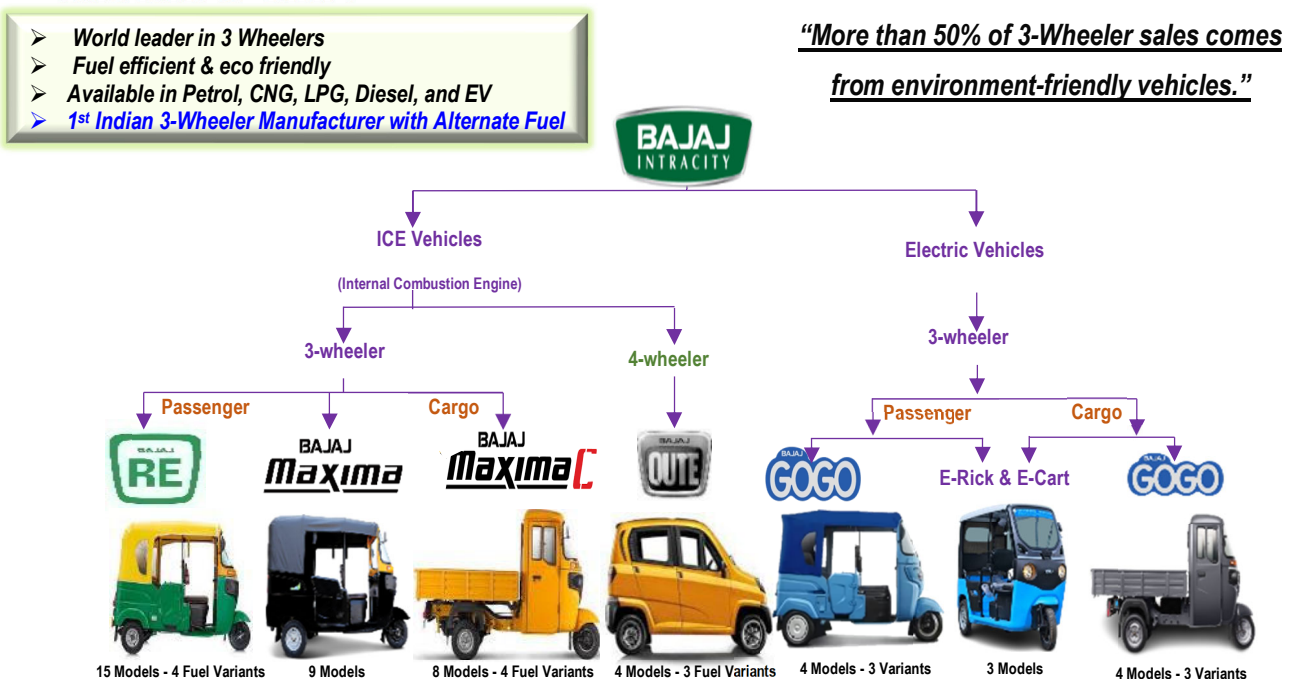 ➢ World leader in 3 Wheelers
➢ Fuel efficient & eco friendly
➢ Available in Petrol, CNG, LPG, Diesel, and EV
➢ 1st Indian 3-Wheeler Manufacturer with Alternate Fuel
“More than 50% of 3-Wheeler sales comes
from environment-friendly vehicles.”
BAJAJ
INTRACITY
ICE Vehicles
Electric Vehicles
(Internal Combustion Engine)
3-wheeler
4-wheeler
3-wheeler
Passenger
Cargo
Passenger
Cargo
BAJAJ
RE
BAJAJ
Maxima
BAJAJ
Maxima C
BAJAJ
QUTE
BAJAJ
GOGO
E-Rick & E-Cart
BAJAJ
GOGO
15 Models - 4 Fuel Variants
9 Models
8 Models - 4 Fuel Variants
4 Models - 3 Fuel Variants
4 Models - 3 Variants
3 Models
4 Models - 3 Variants